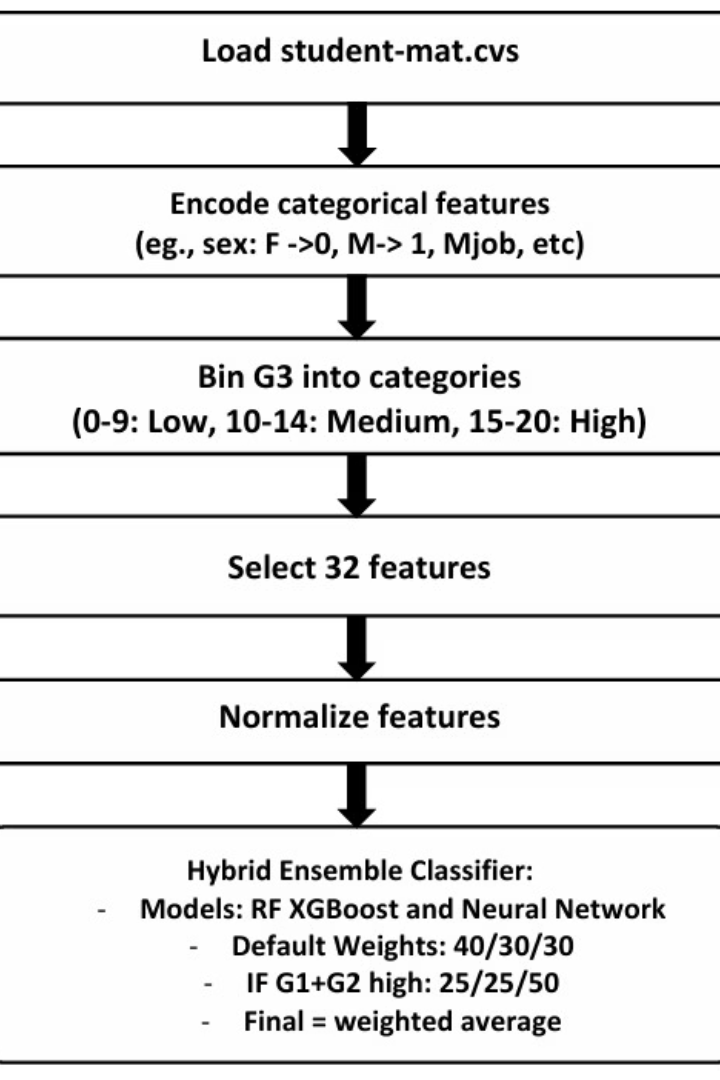 Load student-mat.cvs
Encode categorical features
(eg., sex: F ->0, M-> 1, Mjob, etc)
Bin G3 into categories
(0-9: Low, 10-14: Medium, 15-20: High)
Select 32 features
Normalize features
Hybrid Ensemble Classifier:
- Models: RF XGBoost and Neural Network
- Default Weights: 40/30/30
- IF G1+G2 high: 25/25/50
- Final = weighted average